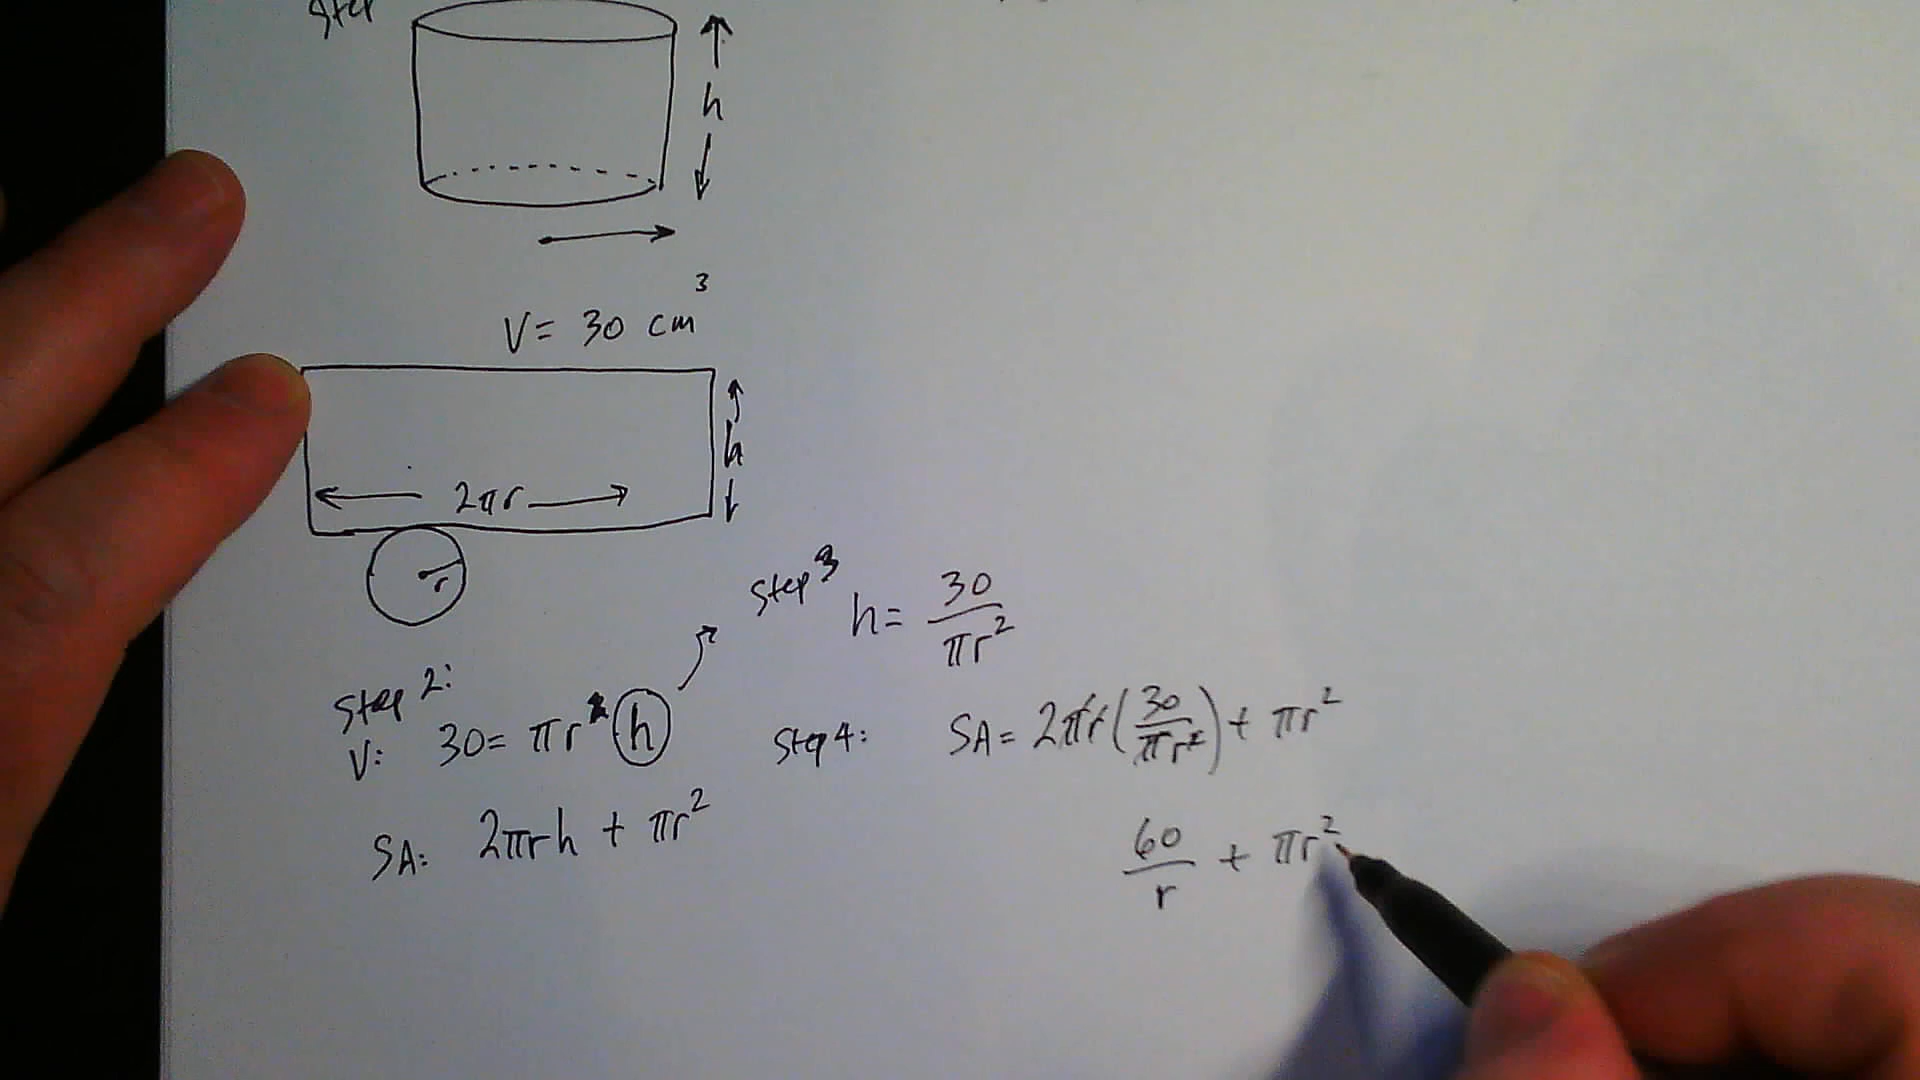 Step
h
V= 30 cm³
h
2πr
r
Step 3
h= 30/πr²
Step 2:
V: 30= πr² h
Step 4: SA= 2πr(30/πr²)+ πr²
SA: 2πrh + πr²
60/r + πr²